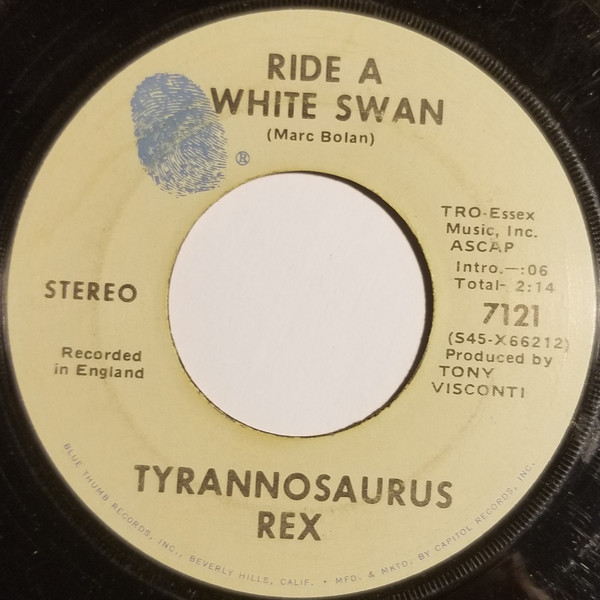 RIDE A
WHITE SWAN
(Marc Bolan)
®
TRO-Essex
Music, Inc.
ASCAP
Intro.—:06
Total- 2:14
7121
(S45-X66212)
Produced by
TONY
VISCONTI
STEREO
Recorded
in England
TYRANNOSAURUS
REX
BLUE THUMB RECORDS, INC., BEVERLY HILLS, CALIF. • MFD. & MKTD. BY CAPITOL RECORDS, INC.